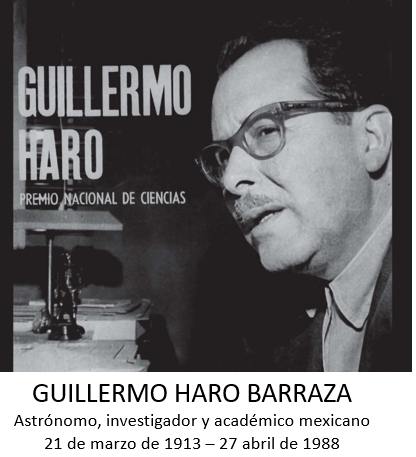 GUILLERMO
HARO
PREMIO NACIONAL DE CIENCIAS
GUILLERMO HARO BARRAZA
Astrónomo, investigador y académico mexicano
21 de marzo de 1913 – 27 abril de 1988